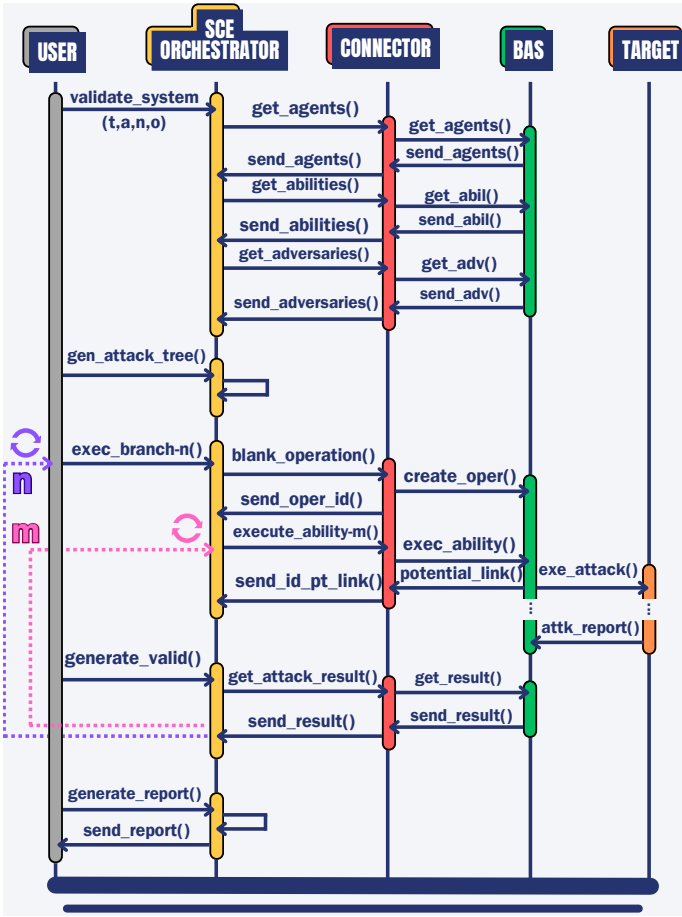 SCE
USER
ORCHESTRATOR
CONNECTOR
BAS
TARGET
validate_system
(t,a,n,o)
get_agents()
get_agents()
send_agents()
send_agents()
get_abilities()
get_abil()
send_abil()
send_abilities()
get_adversaries()
get_adv()
send_adv()
send_adversaries()
gen_attack_tree()
exec_branch-n()
n
blank_operation()
create_oper()
send_oper_id()
m
execute_ability-m()
exec_ability()
potential_link()
exe_attack()
send_id_pt_link()
attk_report()
generate_valid()
get_attack_result()
get_result()
send_result()
send_result()
generate_report()
send_report()